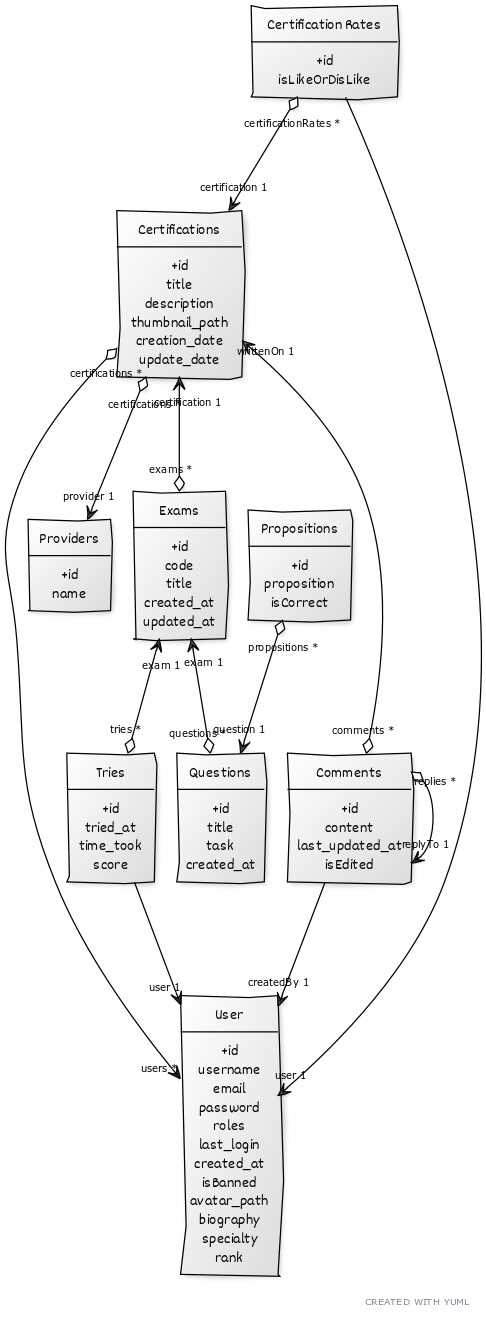 Certification Rates
+id
isLikeOrDisLike
certificationRates *
certification 1
Certifications
+id
title
description
thumbnail_path
creation_date
update_date
writtenOn 1
certifications *
certifications *
certification 1
provider 1
exams *
Providers
+id
name
Exams
+id
code
title
created_at
updated_at
Propositions
+id
proposition
isCorrect
exam 1
exam 1
propositions *
tries *
questions *
question 1
comments *
Tries
+id
tried_at
time_took
score
Questions
+id
title
task
created_at
Comments
+id
content
last_updated_at
isEdited
replies *
replyTo 1
user 1
createdBy 1
users *
user 1
User
+id
username
email
password
roles
last_login
created_at
isBanned
avatar_path
biography
specialty
rank
CREATED WITH YUML